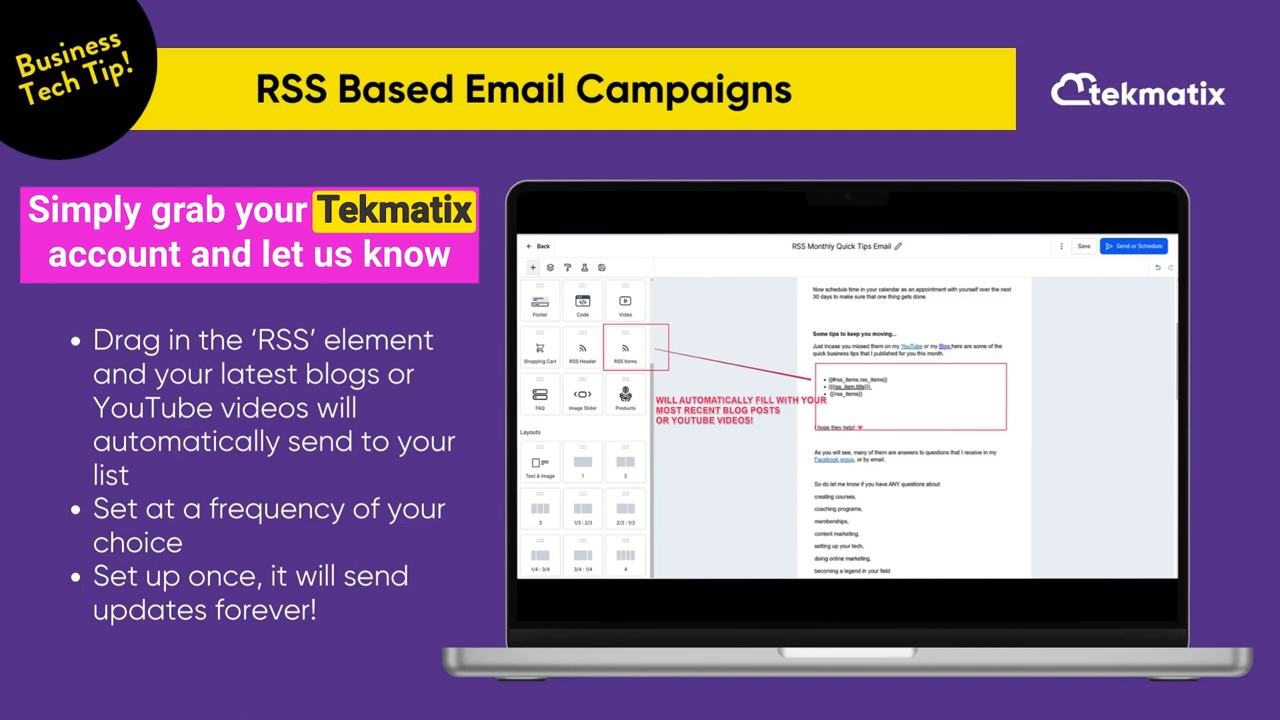 Business
Tech Tip!
RSS Based Email Campaigns
tekmatix
Simply grab your Tekmatix
account and let us know
• Drag in the ‘RSS’ element
and your latest blogs or
YouTube videos will
automatically send to your
list
• Set at a frequency of your
choice
• Set up once, it will send
updates forever!
Back
RSS Monthly Quick Tips Email
Save
Send or Schedule
Footer
Code
Video
Shopping Cart
RSS Header
RSS Items
FAQ
Image Slider
Products
Layouts
Text & Image
1
2
3
1/3 : 2/3
2/3 : 1/3
1/4 : 3/4
3/4 : 1/4
4
WILL AUTOMATICALLY FILL WITH YOUR
MOST RECENT BLOG POSTS
OR YOUTUBE VIDEOS!
Now schedule time in your calendar as an appointment with yourself over the next
30 days to make sure that one thing gets done.
Some tips to keep you moving...
Just incase you missed them on my YouTube or my Blog here are some of the
quick business tips that I published for you this month.
• {{#rss_items rss_items}}
• {{{rss_item.title}}}
• {{/rss_items}}
I hope they help!
As you will see, many of them are answers to questions that I receive in my
Facebook group, or by email.
So do let me know if you have ANY questions about
creating courses,
coaching programs,
memberships,
content marketing,
setting up your tech,
doing online marketing,
becoming a legend in your field